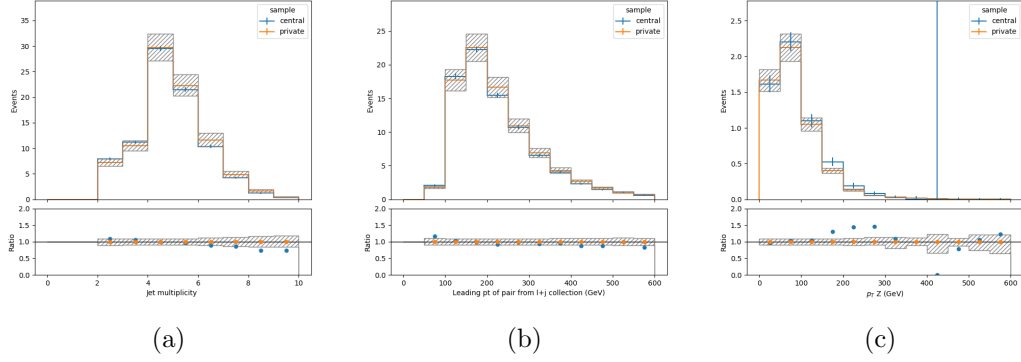 sample
central
private
Events
35
30
25
20
15
10
5
0
Ratio
2.0
1.5
1.0
0.5
0.0
0 2 4 6 8 10
Jet multiplicity
(a)
sample
central
private
Events
25
20
15
10
5
0
Ratio
2.0
1.5
1.0
0.5
0.0
0 100 200 300 400 500 600
Leading pt of pair from l+j collection (GeV)
(b)
sample
central
private
Events
2.5
2.0
1.5
1.0
0.5
0.0
Ratio
2.0
1.5
1.0
0.5
0.0
0 100 200 300 400 500 600
p_T Z (GeV)
(c)